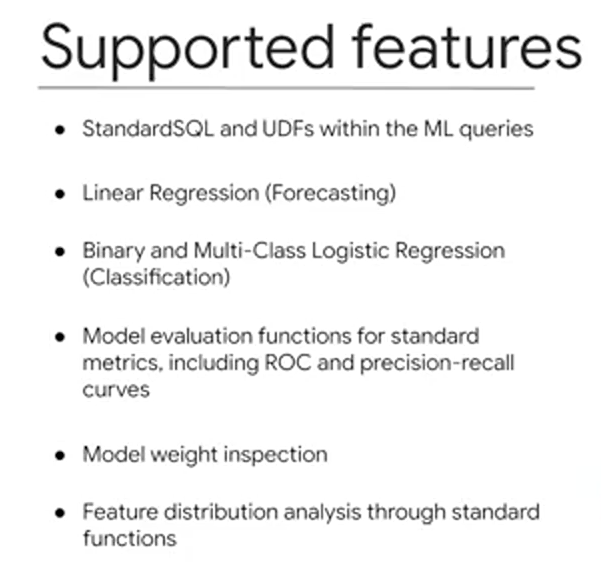 Supported features
• StandardSQL and UDFs within the ML queries
• Linear Regression (Forecasting)
• Binary and Multi-Class Logistic Regression
(Classification)
• Model evaluation functions for standard
metrics, including ROC and precision-recall
curves
• Model weight inspection
• Feature distribution analysis through standard
functions